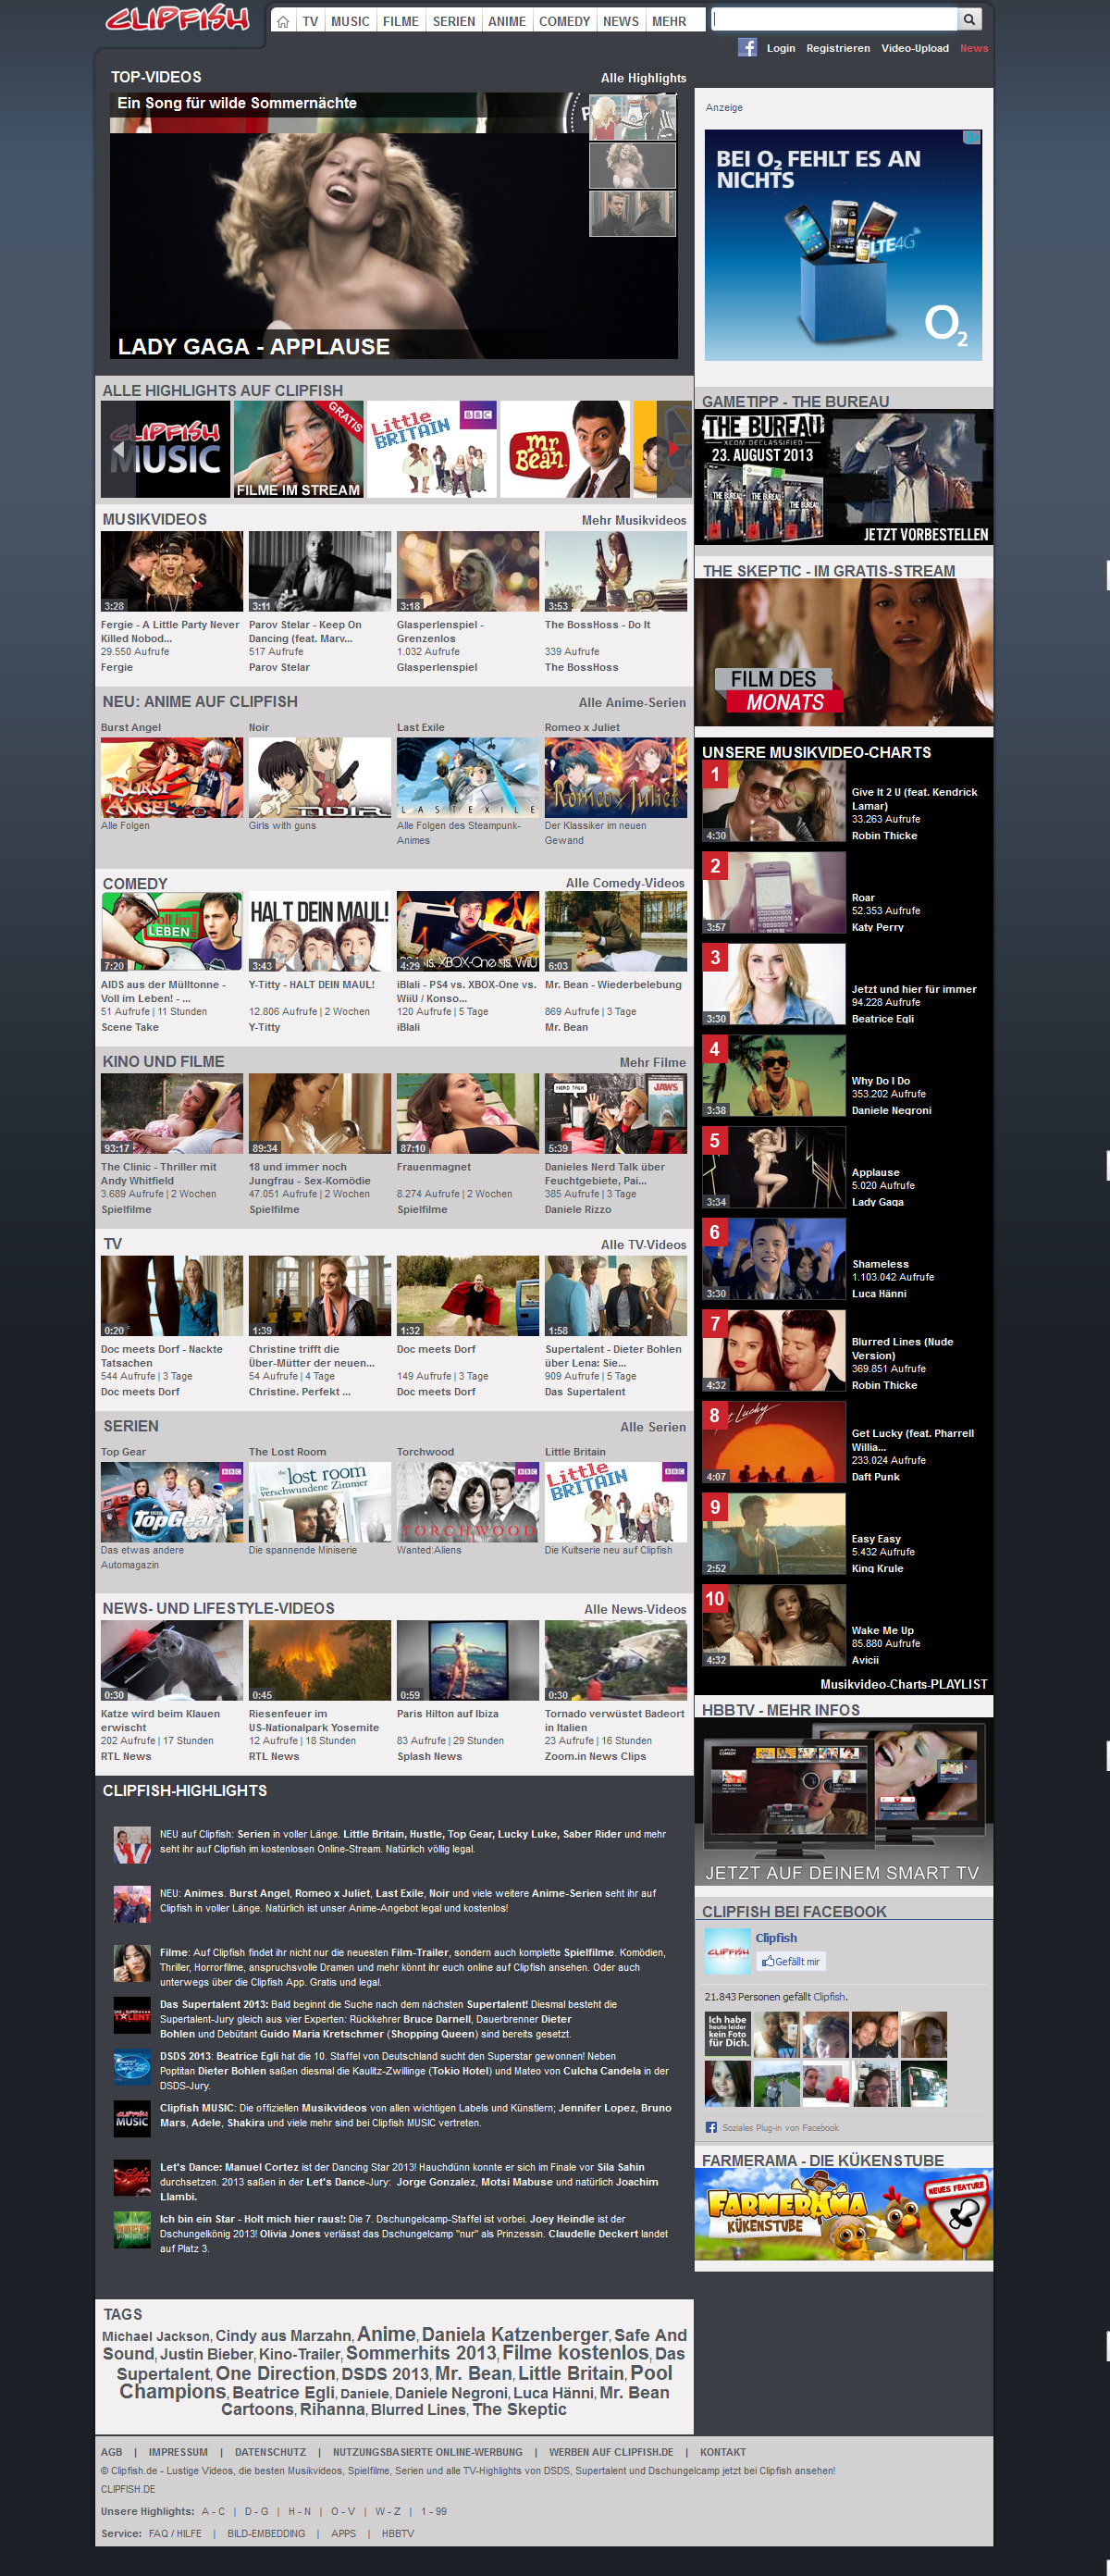 CLIPFISH
TV MUSIC FILME SERIEN ANIME COMEDY NEWS MEHR
Login Registrieren Video-Upload News
TOP-VIDEOS Alle Highlights
Ein Song für wilde Sommernächte
LADY GAGA - APPLAUSE
Anzeige
BEI O2 FEHLT ES AN
NICHTS
LTE4G
O2
ALLE HIGHLIGHTS AUF CLIPFISH
CLIPFISH MUSIC
GRATIS
FILME IM STREAM
Little BRITAIN BBC
Mr. Bean
GAMETIPP - THE BUREAU
THE BUREAU
XCOM DECLASSIFIED
23. AUGUST 2013
JETZT VORBESTELLEN
THE SKEPTIC - IM GRATIS-STREAM
FILM DES
MONATS
MUSIKVIDEOS Mehr Musikvideos
3:28 3:11 3:18 3:53
Fergie - A Little Party Never Killed Nobod...
29.550 Aufrufe
Fergie
Parov Stelar - Keep On Dancing (feat. Marv...
517 Aufrufe
Parov Stelar
Glasperlenspiel - Grenzenlos
1.032 Aufrufe
Glasperlenspiel
The BossHoss - Do It
339 Aufrufe
The BossHoss
NEU: ANIME AUF CLIPFISH Alle Anime-Serien
Burst Angel Noir Last Exile Romeo x Juliet
BURST ANGEL NOIR LAST EXILE Romeo x Juliet
Alle Folgen
Girls with guns
Alle Folgen des Steampunk-Animes
Der Klassiker im neuen Gewand
COMEDY Alle Comedy-Videos
voll im LEBEN!
HALT DEIN MAUL!
7:20 3:43 4:29 6:03
AIDS aus der Mülltonne - Voll im Leben! - ...
51 Aufrufe | 11 Stunden
Scene Take
Y-Titty - HALT DEIN MAUL!
12.806 Aufrufe | 2 Wochen
Y-Titty
iBlali - PS4 vs. XBOX-One vs. WiiU / Konso...
120 Aufrufe | 5 Tage
iBlali
Mr. Bean - Wiederbelebung
869 Aufrufe | 3 Tage
Mr. Bean
KINO UND FILME Mehr Filme
NERD TALK JAWS
93:17 89:34 87:10 5:39
The Clinic - Thriller mit Andy Whitfield
3.689 Aufrufe | 2 Wochen
Spielfilme
18 und immer noch Jungfrau - Sex-Komödie
47.051 Aufrufe | 2 Wochen
Spielfilme
Frauenmagnet
8.274 Aufrufe | 2 Wochen
Spielfilme
Danieles Nerd Talk über Feuchtgebiete, Pai...
385 Aufrufe | 3 Tage
Daniele Rizzo
TV Alle TV-Videos
0:20 1:39 1:32 1:58
Doc meets Dorf - Nackte Tatsachen
544 Aufrufe | 3 Tage
Doc meets Dorf
Christine trifft die Über-Mütter der neuen...
54 Aufrufe | 4 Tage
Christine. Perfekt ...
Doc meets Dorf
149 Aufrufe | 3 Tage
Doc meets Dorf
Supertalent - Dieter Bohlen über Lena: Sie...
909 Aufrufe | 5 Tage
Das Supertalent
SERIEN Alle Serien
Top Gear The Lost Room Torchwood Little Britain
TopGear BBC
the lost room
Das verschwundene Zimmer
TORCHWOOD BBC
Little BRITAIN BBC
Das etwas andere Automagazin
Die spannende Miniserie
Wanted:Aliens
Die Kultserie neu auf Clipfish
NEWS- UND LIFESTYLE-VIDEOS Alle News-Videos
0:30 0:45 0:59 0:30
Katze wird beim Klauen erwischt
202 Aufrufe | 17 Stunden
RTL News
Riesenfeuer im US-Nationalpark Yosemite
12 Aufrufe | 18 Stunden
RTL News
Paris Hilton auf Ibiza
83 Aufrufe | 29 Stunden
Splash News
Tornado verwüstet Badeort in Italien
23 Aufrufe | 16 Stunden
Zoom.in News Clips
UNSERE MUSIKVIDEO-CHARTS
1 4:30
Give It 2 U (feat. Kendrick Lamar)
33.263 Aufrufe
Robin Thicke
2 3:57
Roar
52.353 Aufrufe
Katy Perry
3 3:30
Jetzt und hier für immer
94.228 Aufrufe
Beatrice Egli
4 3:38
Why Do I Do
353.202 Aufrufe
Daniele Negroni
5 3:34
Applause
5.020 Aufrufe
Lady Gaga
6 3:30
Shameless
1.103.042 Aufrufe
Luca Hänni
7 4:32
Blurred Lines (Nude Version)
369.851 Aufrufe
Robin Thicke
8 4:07
Get Lucky (feat. Pharrell Willia...
233.024 Aufrufe
Daft Punk
9 2:52
Easy Easy
5.432 Aufrufe
King Krule
10 4:32
Wake Me Up
85.880 Aufrufe
Avicii
Musikvideo-Charts-PLAYLIST
HBBTV - MEHR INFOS
JETZT AUF DEINEM SMART TV
CLIPFISH-HIGHLIGHTS
NEU auf Clipfish: Serien in voller Länge. Little Britain, Hustle, Top Gear, Lucky Luke, Saber Rider und mehr
seht ihr auf Clipfish im kostenlosen Online-Stream. Natürlich völlig legal.
NEU: Animes. Burst Angel, Romeo x Juliet, Last Exile, Noir und viele weitere Anime-Serien seht ihr auf
Clipfish in voller Länge. Natürlich ist unser Anime-Angebot legal und kostenlos!
Filme: Auf Clipfish findet ihr nicht nur die neuesten Film-Trailer, sondern auch komplette Spielfilme. Komödien,
Thriller, Horrorfilme, anspruchsvolle Dramen und mehr könnt ihr euch online auf Clipfish ansehen. Oder auch
unterwegs über die Clipfish App. Gratis und legal.
Das Supertalent 2013: Bald beginnt die Suche nach dem nächsten Supertalent! Diesmal besteht die
Supertalent-Jury gleich aus vier Experten: Rückkehrer Bruce Darnell, Dauerbrenner Dieter
Bohlen und Debütant Guido Maria Kretschmer (Shopping Queen) sind bereits gesetzt.
DSDS 2013: Beatrice Egli hat die 10. Staffel von Deutschland sucht den Superstar gewonnen! Neben
Poptitan Dieter Bohlen saßen diesmal die Kaulitz-Zwillinge (Tokio Hotel) und Mateo von Culcha Candela in der
DSDS-Jury.
Clipfish MUSIC: Die offiziellen Musikvideos von allen wichtigen Labels und Künstlern; Jennifer Lopez, Bruno
Mars, Adele, Shakira und viele mehr sind bei Clipfish MUSIC vertreten.
Let's Dance: Manuel Cortez ist der Dancing Star 2013! Hauchdünn konnte er sich im Finale vor Sila Sahin
durchsetzen. 2013 saßen in der Let's Dance-Jury: Jorge Gonzalez, Motsi Mabuse und natürlich Joachim
Llambi.
Ich bin ein Star - Holt mich hier raus!: Die 7. Dschungelcamp-Staffel ist vorbei. Joey Heindle ist der
Dschungelkönig 2013! Olivia Jones verlässt das Dschungelcamp "nur" als Prinzessin. Claudelle Deckert landet
auf Platz 3.
CLIPFISH BEI FACEBOOK
Clipfish
Gefällt mir
21.843 Personen gefällt Clipfish.
Ich habe
heute leider
kein Foto
für Dich.
Soziales Plug-in von Facebook
FARMERAMA - DIE KÜKENSTUBE
FARMERAMA
KÜKENSTUBE
NEUES FEATURE
TAGS
Michael Jackson, Cindy aus Marzahn, Anime, Daniela Katzenberger, Safe And
Sound, Justin Bieber, Kino-Trailer, Sommerhits 2013, Filme kostenlos, Das
Supertalent, One Direction, DSDS 2013, Mr. Bean, Little Britain, Pool
Champions, Beatrice Egli, Daniele, Daniele Negroni, Luca Hänni, Mr. Bean
Cartoons, Rihanna, Blurred Lines, The Skeptic
AGB | IMPRESSUM | DATENSCHUTZ | NUTZUNGSBASIERTE ONLINE-WERBUNG | WERBEN AUF CLIPFISH.DE | KONTAKT
© Clipfish.de - Lustige Videos, die besten Musikvideos, Spielfilme, Serien und alle TV-Highlights von DSDS, Supertalent und Dschungelcamp jetzt bei Clipfish ansehen!
CLIPFISH.DE
Unsere Highlights: A - C | D - G | H - N | O - V | W - Z | 1 - 99
Service: FAQ / HILFE | BILD-EMBEDDING | APPS | HBBTV